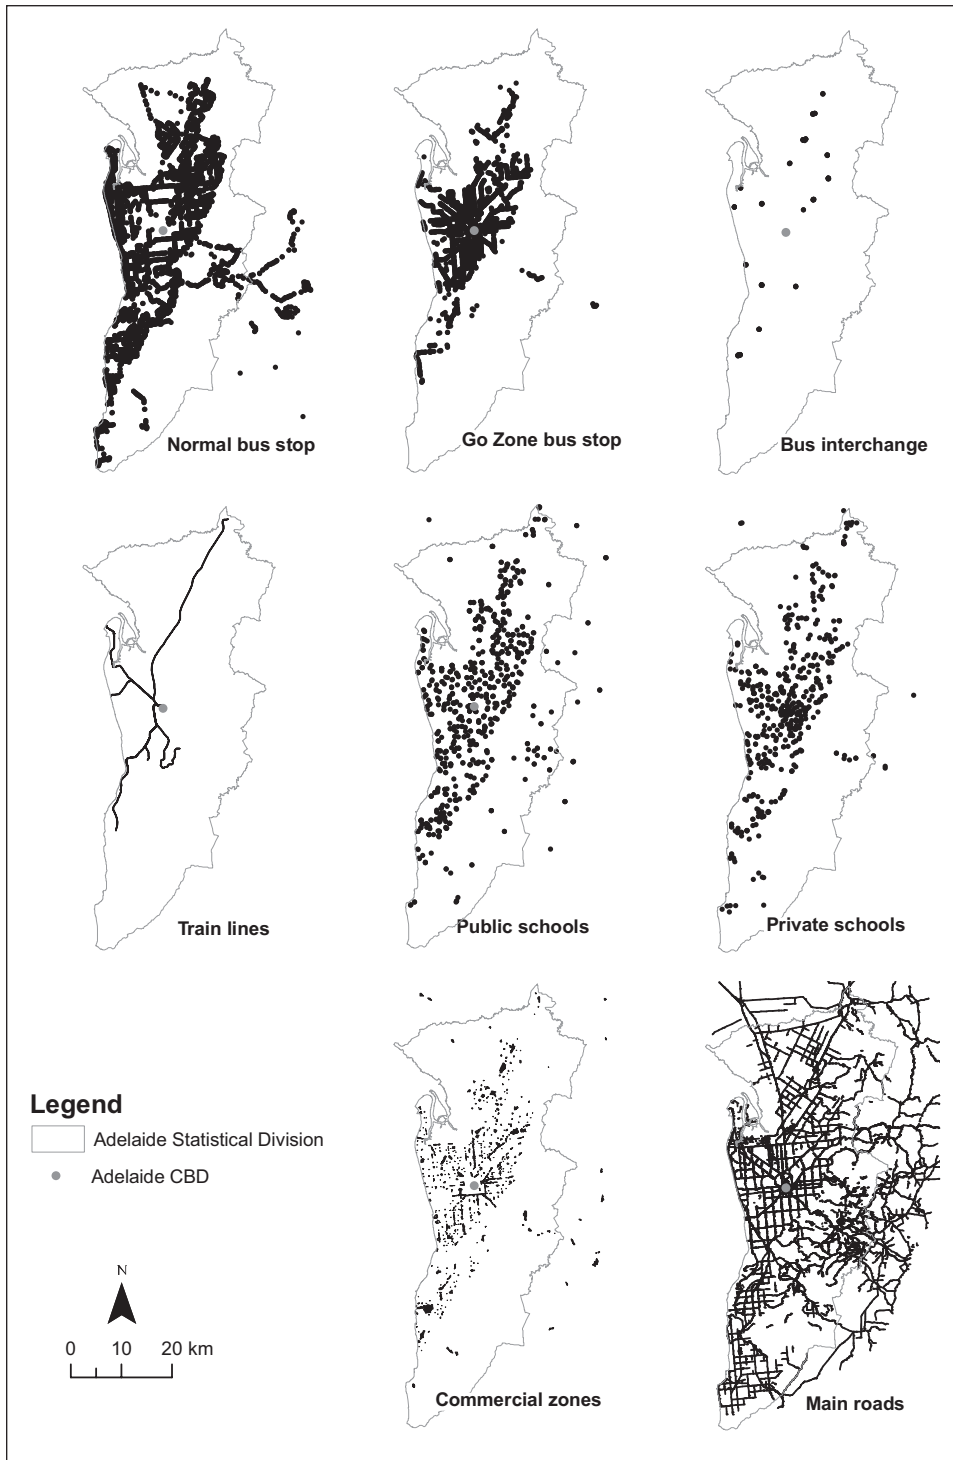 Normal bus stop
Go Zone bus stop
Bus interchange
Train lines
Public schools
Private schools
Legend
Adelaide Statistical Division
Adelaide CBD
N
0 10 20 km
Commercial zones
Main roads